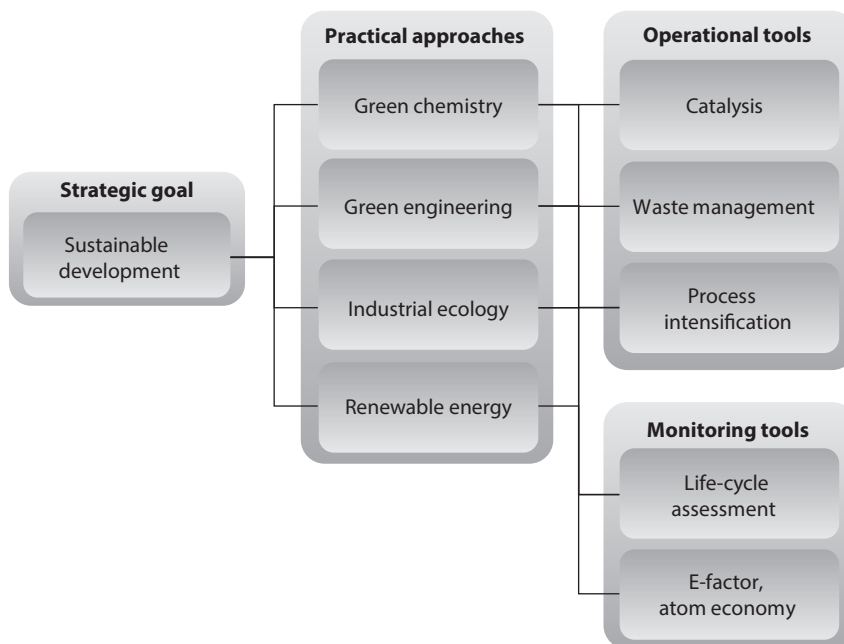 Strategic goal
Sustainable
development
Practical approaches
Green chemistry
Green engineering
Industrial ecology
Renewable energy
Operational tools
Catalysis
Waste management
Process
intensification
Monitoring tools
Life-cycle
assessment
E-factor,
atom economy